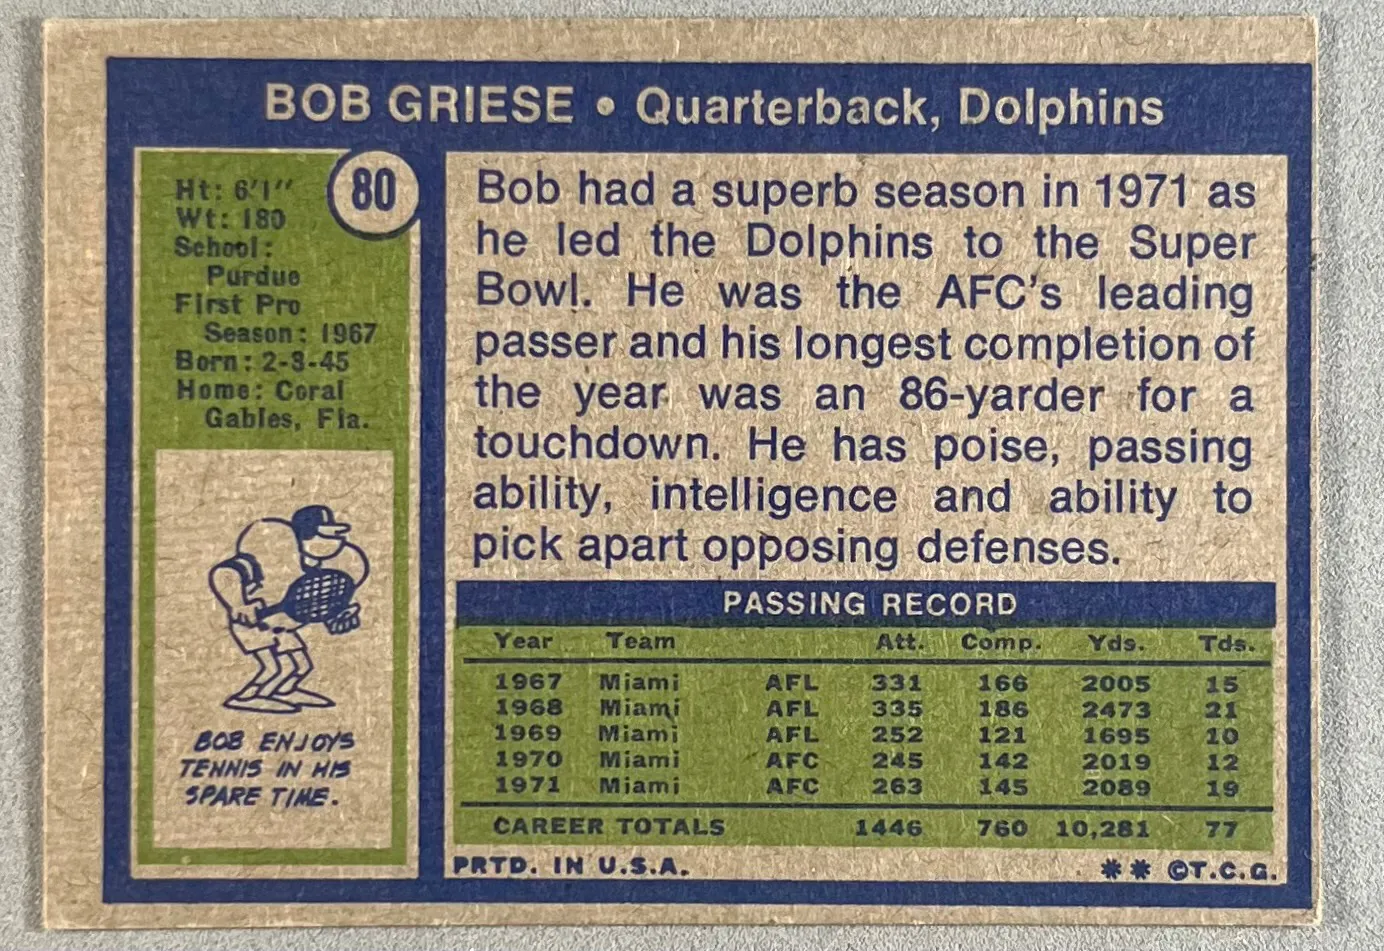 BOB GRIESE • Quarterback, Dolphins
80
Ht: 6'1"
Wt: 180
School:
Purdue
First Pro
Season: 1967
Born: 2-3-45
Home: Coral
Gables, Fla.
BOB ENJOYS
TENNIS IN HIS
SPARE TIME.
Bob had a superb season in 1971 as
he led the Dolphins to the Super
Bowl. He was the AFC's leading
passer and his longest completion of
the year was an 86-yarder for a
touchdown. He has poise, passing
ability, intelligence and ability to
pick apart opposing defenses.
PASSING RECORD
Year Team Att. Comp. Yds. Tds.
1967 Miami AFL 331 166 2005 15
1968 Miami AFL 335 186 2473 21
1969 Miami AFL 252 121 1695 10
1970 Miami AFC 245 142 2019 12
1971 Miami AFC 263 145 2089 19
CAREER TOTALS 1446 760 10,281 77
PRTD. IN U.S.A. ** ©T.C.G.